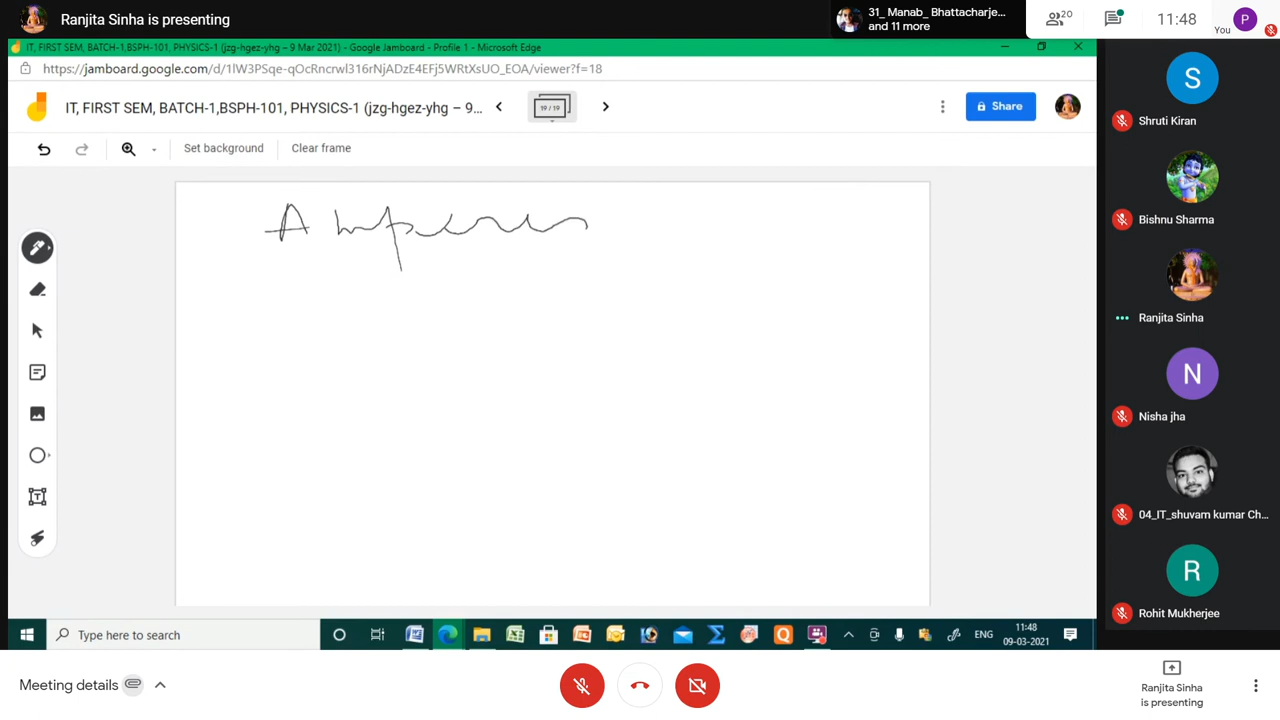 Ranjita Sinha is presenting
31_ Manab_ Bhattacharje...
and 11 more
20
11:48
You
P
IT, FIRST SEM, BATCH-1,BSPH-101, PHYSICS-1 (jzg-hgez-yhg – 9 Mar 2021) - Google Jamboard - Profile 1 - Microsoft Edge
https://jamboard.google.com/d/1lW3PSqe-qOcRncrwl316rNjADzE4EFj5WRtXsUO_EOA/viewer?f=18
IT, FIRST SEM, BATCH-1,BSPH-101, PHYSICS-1 (jzg-hgez-yhg – 9...
19 / 19
Share
Set background
Clear frame
Amperes
S
Shruti Kiran
Bishnu Sharma
Ranjita Sinha
N
Nisha jha
04_IT_shuvam kumar Ch...
R
Rohit Mukherjee
Type here to search
ENG
11:48
09-03-2021
Meeting details
Ranjita Sinha
is presenting